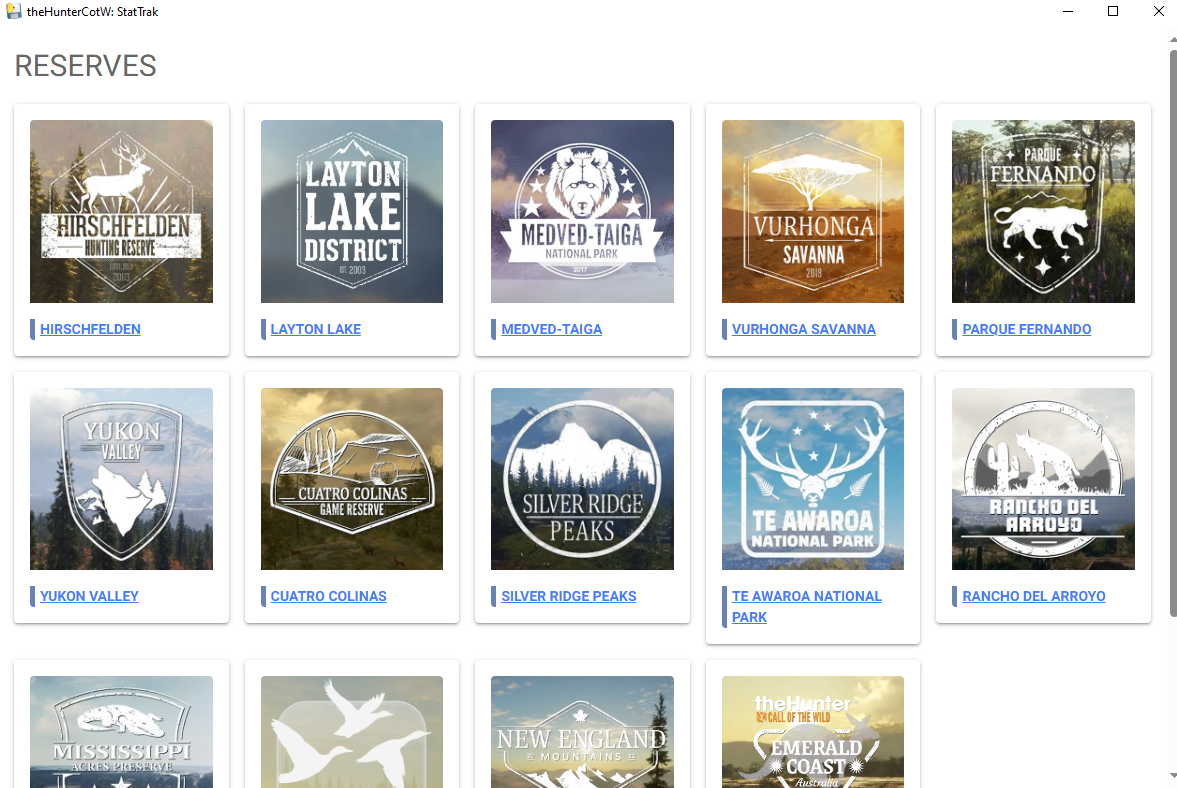 theHunterCotW: StatTrak
RESERVES
HIRSCHFELDEN
HUNTING RESERVE
2003
LAYTON
LAKE
DISTRICT
EST. 2003
MEDVED-TAIGA
NATIONAL PARK
2017
VURHONGA
SAVANNA
2018
PARQUE
FERNANDO
HIRSCHFELDEN
LAYTON LAKE
MEDVED-TAIGA
VURHONGA SAVANNA
PARQUE FERNANDO
YUKON
VALLEY
CUATRO COLINAS
GAME RESERVE
SILVER RIDGE
PEAKS
TE AWAROA
NATIONAL PARK
RANCHO DEL
ARROYO
YUKON VALLEY
CUATRO COLINAS
SILVER RIDGE PEAKS
TE AWAROA NATIONAL
PARK
RANCHO DEL ARROYO
MISSISSIPPI
ACRES PRESERVE
NEW ENGLAND
MOUNTAINS
theHunter
CALL OF THE WILD
EMERALD
COAST
Australia